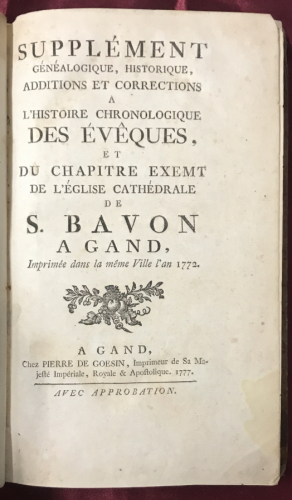 SUPPLÉMENT
GÉNÉALOGIQUE, HISTORIQUE,
ADDITIONS ET CORRECTIONS
A
L'HISTOIRE CHRONOLOGIQUE
DES ÉVÊQUES,
ET
DU CHAPITRE EXEMT
DE L'ÉGLISE CATHÉDRALE
DE
S. BAVON
A GAND,
Imprimée dans la même Ville l'an 1772.
A GAND,
Chez PIERRE DE GOESIN, Imprimeur de Sa Ma-
jesté Impériale, Royale & Apostolique. 1777.
AVEC APPROBATION.